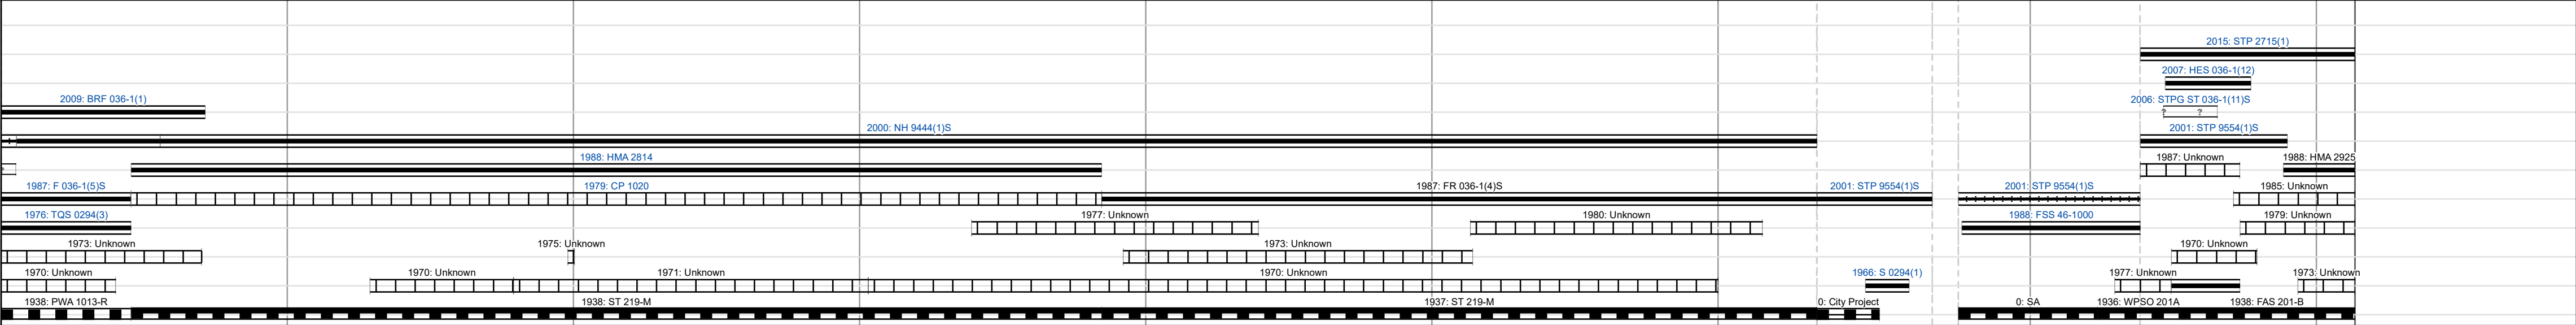 2015: STP 2715(1)
2007: HES 036-1(12)
2009: BRF 036-1(1) 2006: STPG ST 036-1(11)S
? ?
2000: NH 9444(1)S 2001: STP 9554(1)S
1988: HMA 2814 1987: Unknown 1988: HMA 2925
1987: F 036-1(5)S 1979: CP 1020 1987: FR 036-1(4)S 2001: STP 9554(1)S 2001: STP 9554(1)S 1985: Unknown
1976: TQS 0294(3) 1977: Unknown 1980: Unknown 1988: FSS 46-1000 1979: Unknown
1973: Unknown 1975: Unknown 1973: Unknown 1970: Unknown
1970: Unknown 1970: Unknown 1971: Unknown 1970: Unknown 1966: S 0294(1) 1977: Unknown 1973: Unknown
1938: PWA 1013-R 1938: ST 219-M 1937: ST 219-M 0: City Project 0: SA 1936: WPSO 201A 1938: FAS 201-B